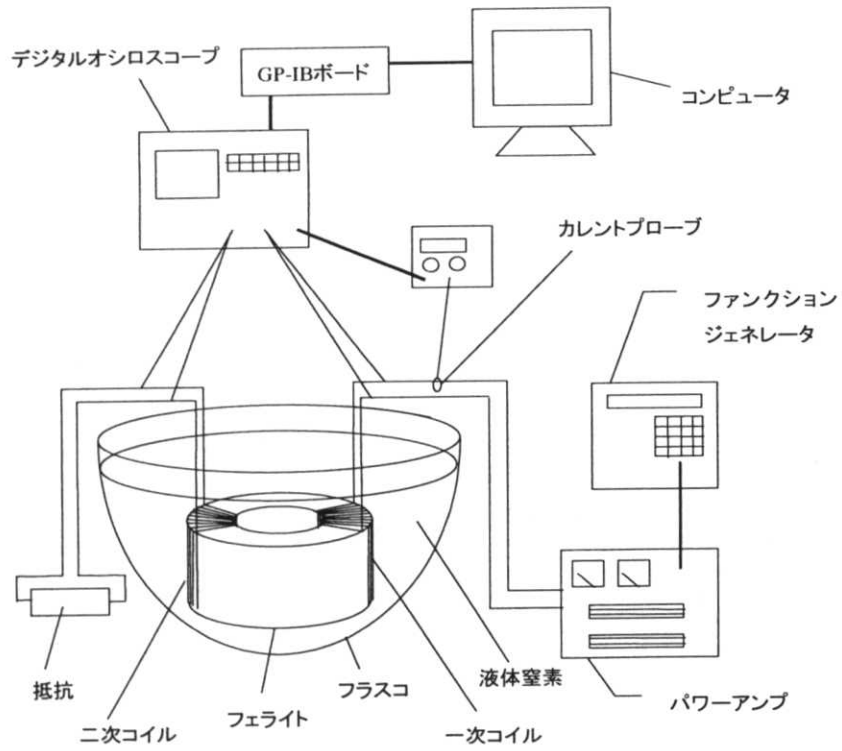 デジタルオシロスコープ
GP-IBボード
コンピュータ
カレントプローブ
ファンクション
ジェネレータ
抵抗
二次コイル
フェライト
フラスコ
液体窒素
一次コイル
パワーアンプ